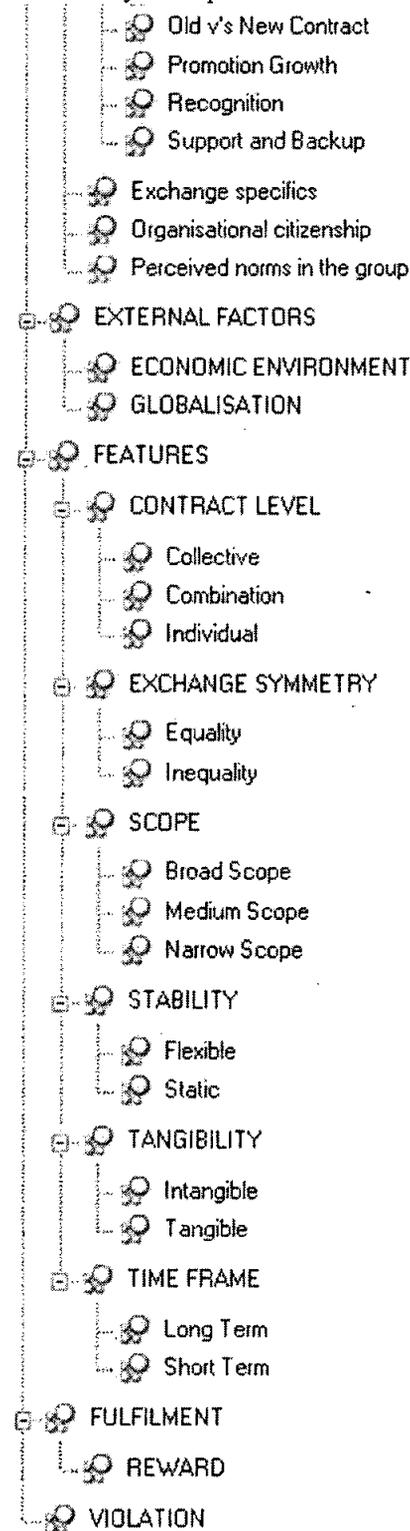 Old v's New Contract
Promotion Growth
Recognition
Support and Backup
Exchange specifics
Organisational citizenship
Perceived norms in the group
EXTERNAL FACTORS
ECONOMIC ENVIRONMENT
GLOBALISATION
FEATURES
CONTRACT LEVEL
Collective
Combination
Individual
EXCHANGE SYMMETRY
Equality
Inequality
SCOPE
Broad Scope
Medium Scope
Narrow Scope
STABILITY
Flexible
Static
TANGIBILITY
Intangible
Tangible
TIME FRAME
Long Term
Short Term
FULFILMENT
REWARD
VIOLATION